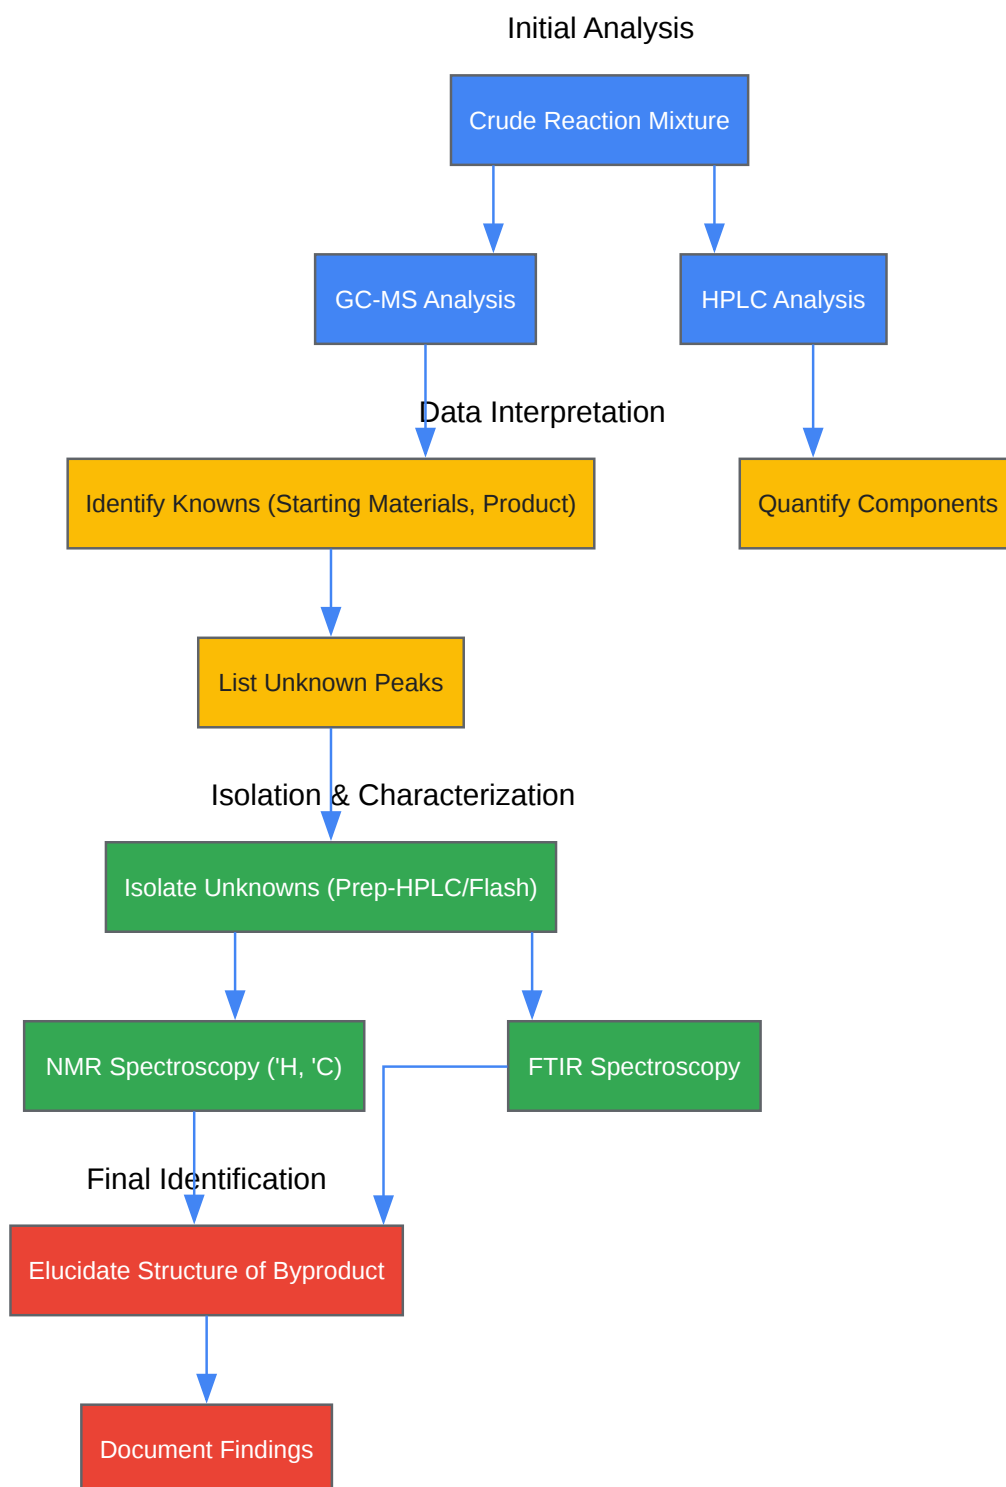 Initial Analysis
Crude Reaction Mixture
GC-MS Analysis
HPLC Analysis
Data Interpretation
Identify Knowns (Starting Materials, Product)
Quantify Components
List Unknown Peaks
Isolation & Characterization
Isolate Unknowns (Prep-HPLC/Flash)
NMR Spectroscopy ('H, 'C)
FTIR Spectroscopy
Final Identification
Elucidate Structure of Byproduct
Document Findings